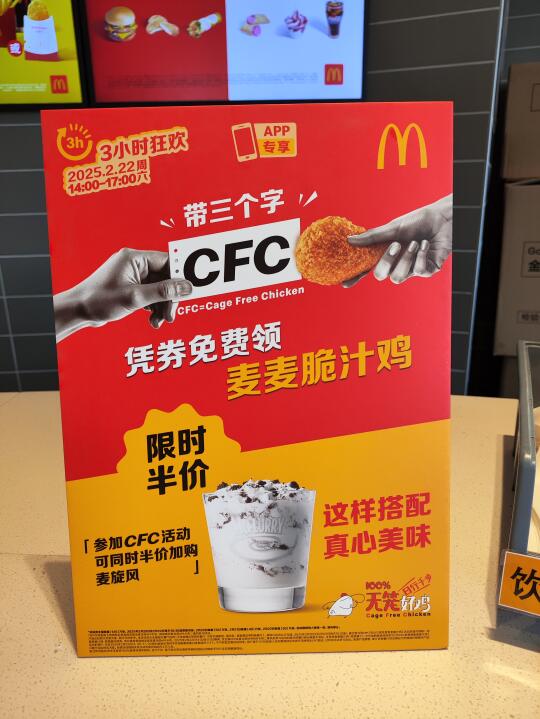 3h
3小时狂欢
2025.2.22周六
14:00-17:00
APP
专享
带三个字
CFC
CFC=Cage Free Chicken
凭券免费领
麦麦脆汁鸡
限时
半价
「参加CFC活动
可同时半价加购
麦旋风」
这样搭配
真心美味
100%
无笼好鸡
Cage Free Chicken
饮